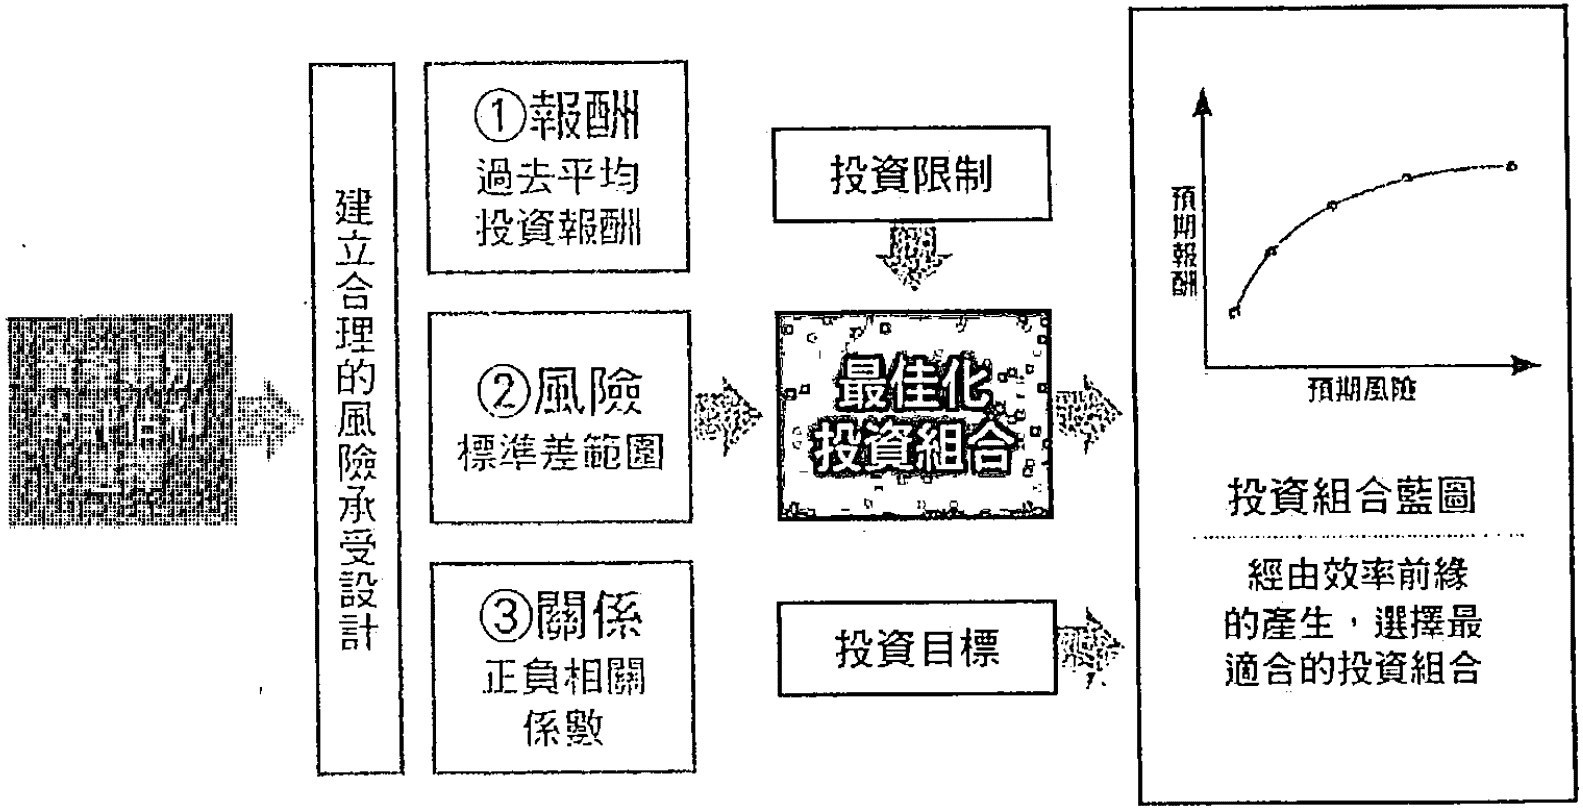 建立合理的風險承受設計
①報酬
過去平均
投資報酬
②風險
標準差範圍
③關係
正負相關
係數
投資限制
最佳化
投資組合
投資目標
預期報酬
預期風險
投資組合藍圖
經由效率前緣
的產生，選擇最
適合的投資組合